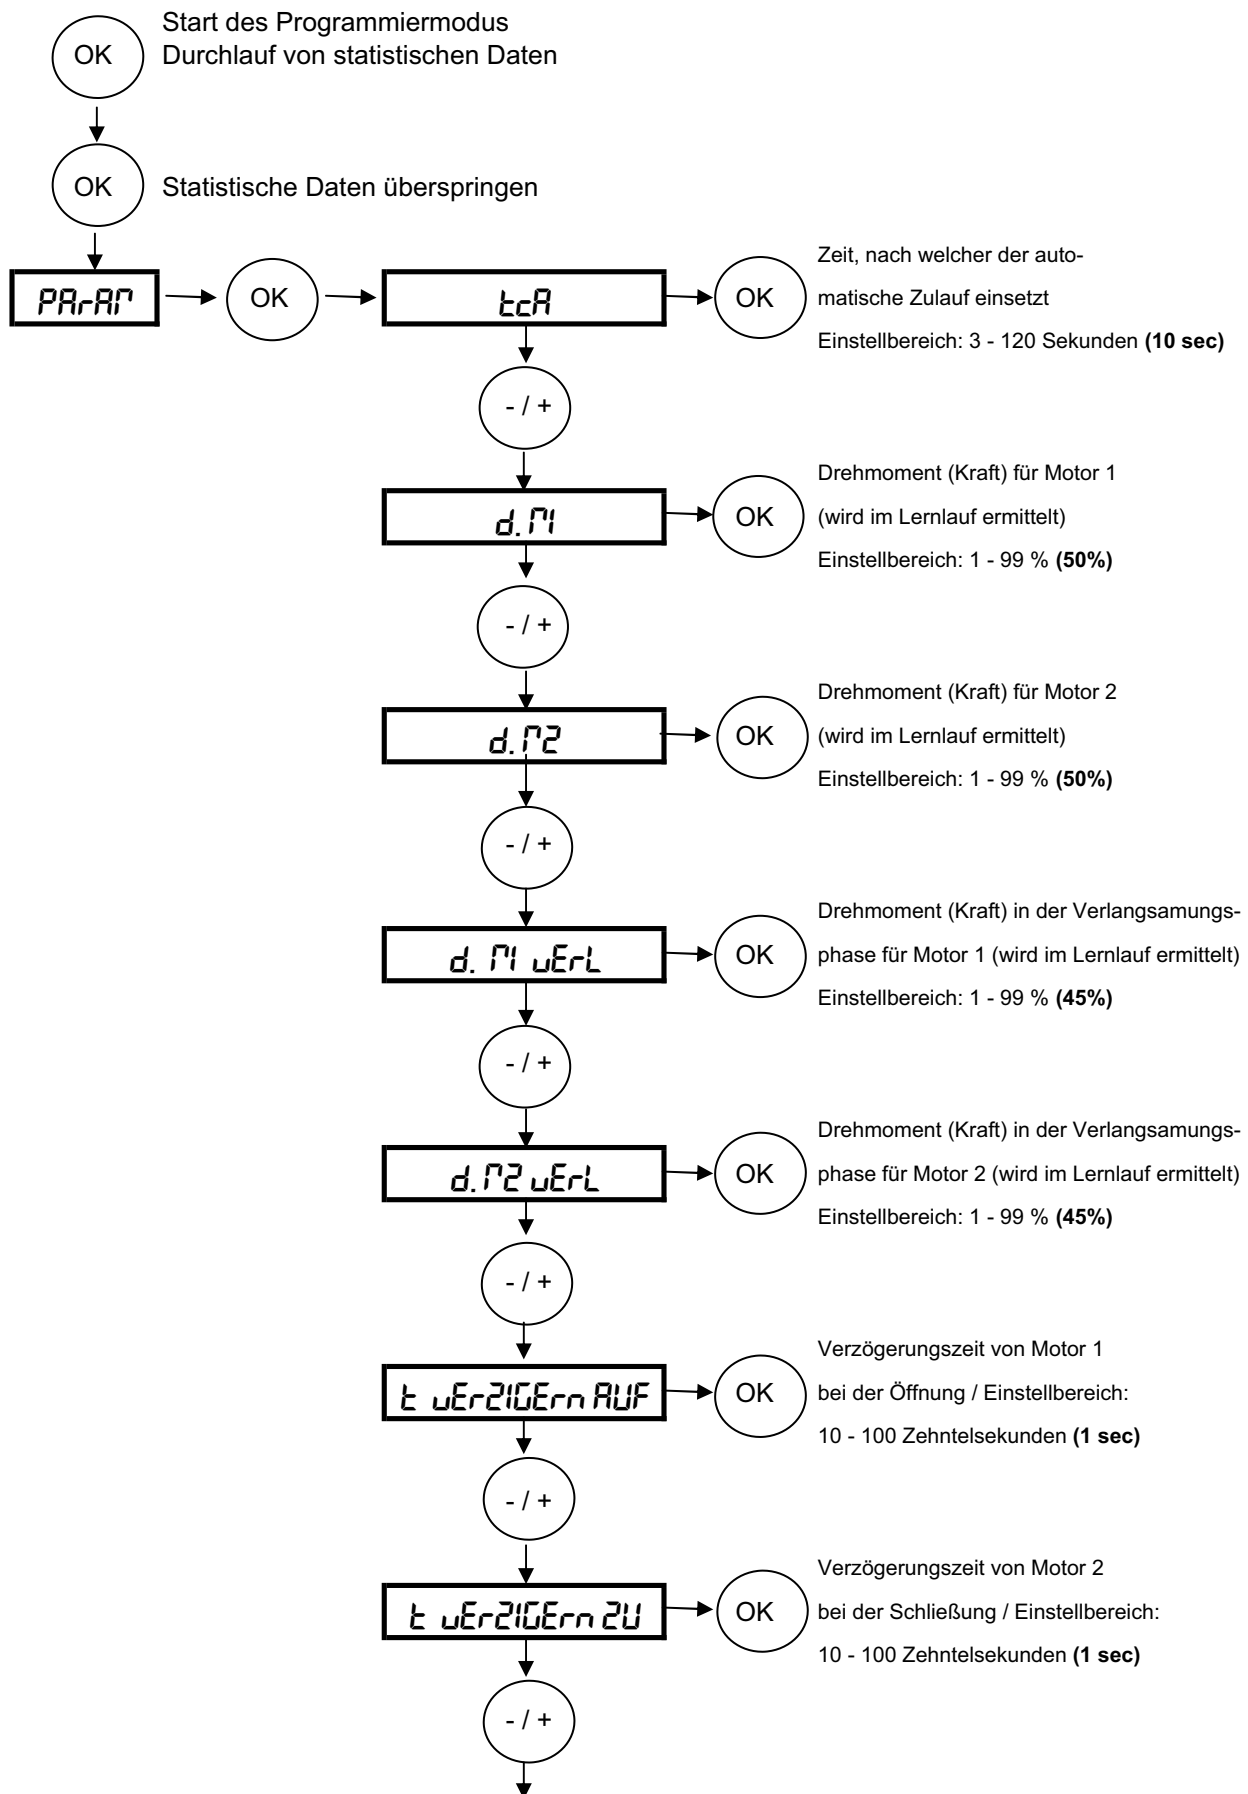 OK
Start des Programmiermodus
Durchlauf von statistischen Daten
OK
Statistische Daten überspringen
PArAM
OK
tcA
OK
Zeit, nach welcher der auto-
matische Zulauf einsetzt
Einstellbereich: 3 - 120 Sekunden (10 sec)
- / +
d.M1
OK
Drehmoment (Kraft) für Motor 1
(wird im Lernlauf ermittelt)
Einstellbereich: 1 - 99 % (50%)
- / +
d.M2
OK
Drehmoment (Kraft) für Motor 2
(wird im Lernlauf ermittelt)
Einstellbereich: 1 - 99 % (50%)
- / +
d. M1 vErL
OK
Drehmoment (Kraft) in der Verlangsamungs-
phase für Motor 1 (wird im Lernlauf ermittelt)
Einstellbereich: 1 - 99 % (45%)
- / +
d.M2 vErL
OK
Drehmoment (Kraft) in der Verlangsamungs-
phase für Motor 2 (wird im Lernlauf ermittelt)
Einstellbereich: 1 - 99 % (45%)
- / +
t vErZIGErn AUF
OK
Verzögerungszeit von Motor 1
bei der Öffnung / Einstellbereich:
10 - 100 Zehntelsekunden (1 sec)
- / +
t vErZIGErn ZU
OK
Verzögerungszeit von Motor 2
bei der Schließung / Einstellbereich:
10 - 100 Zehntelsekunden (1 sec)
- / +